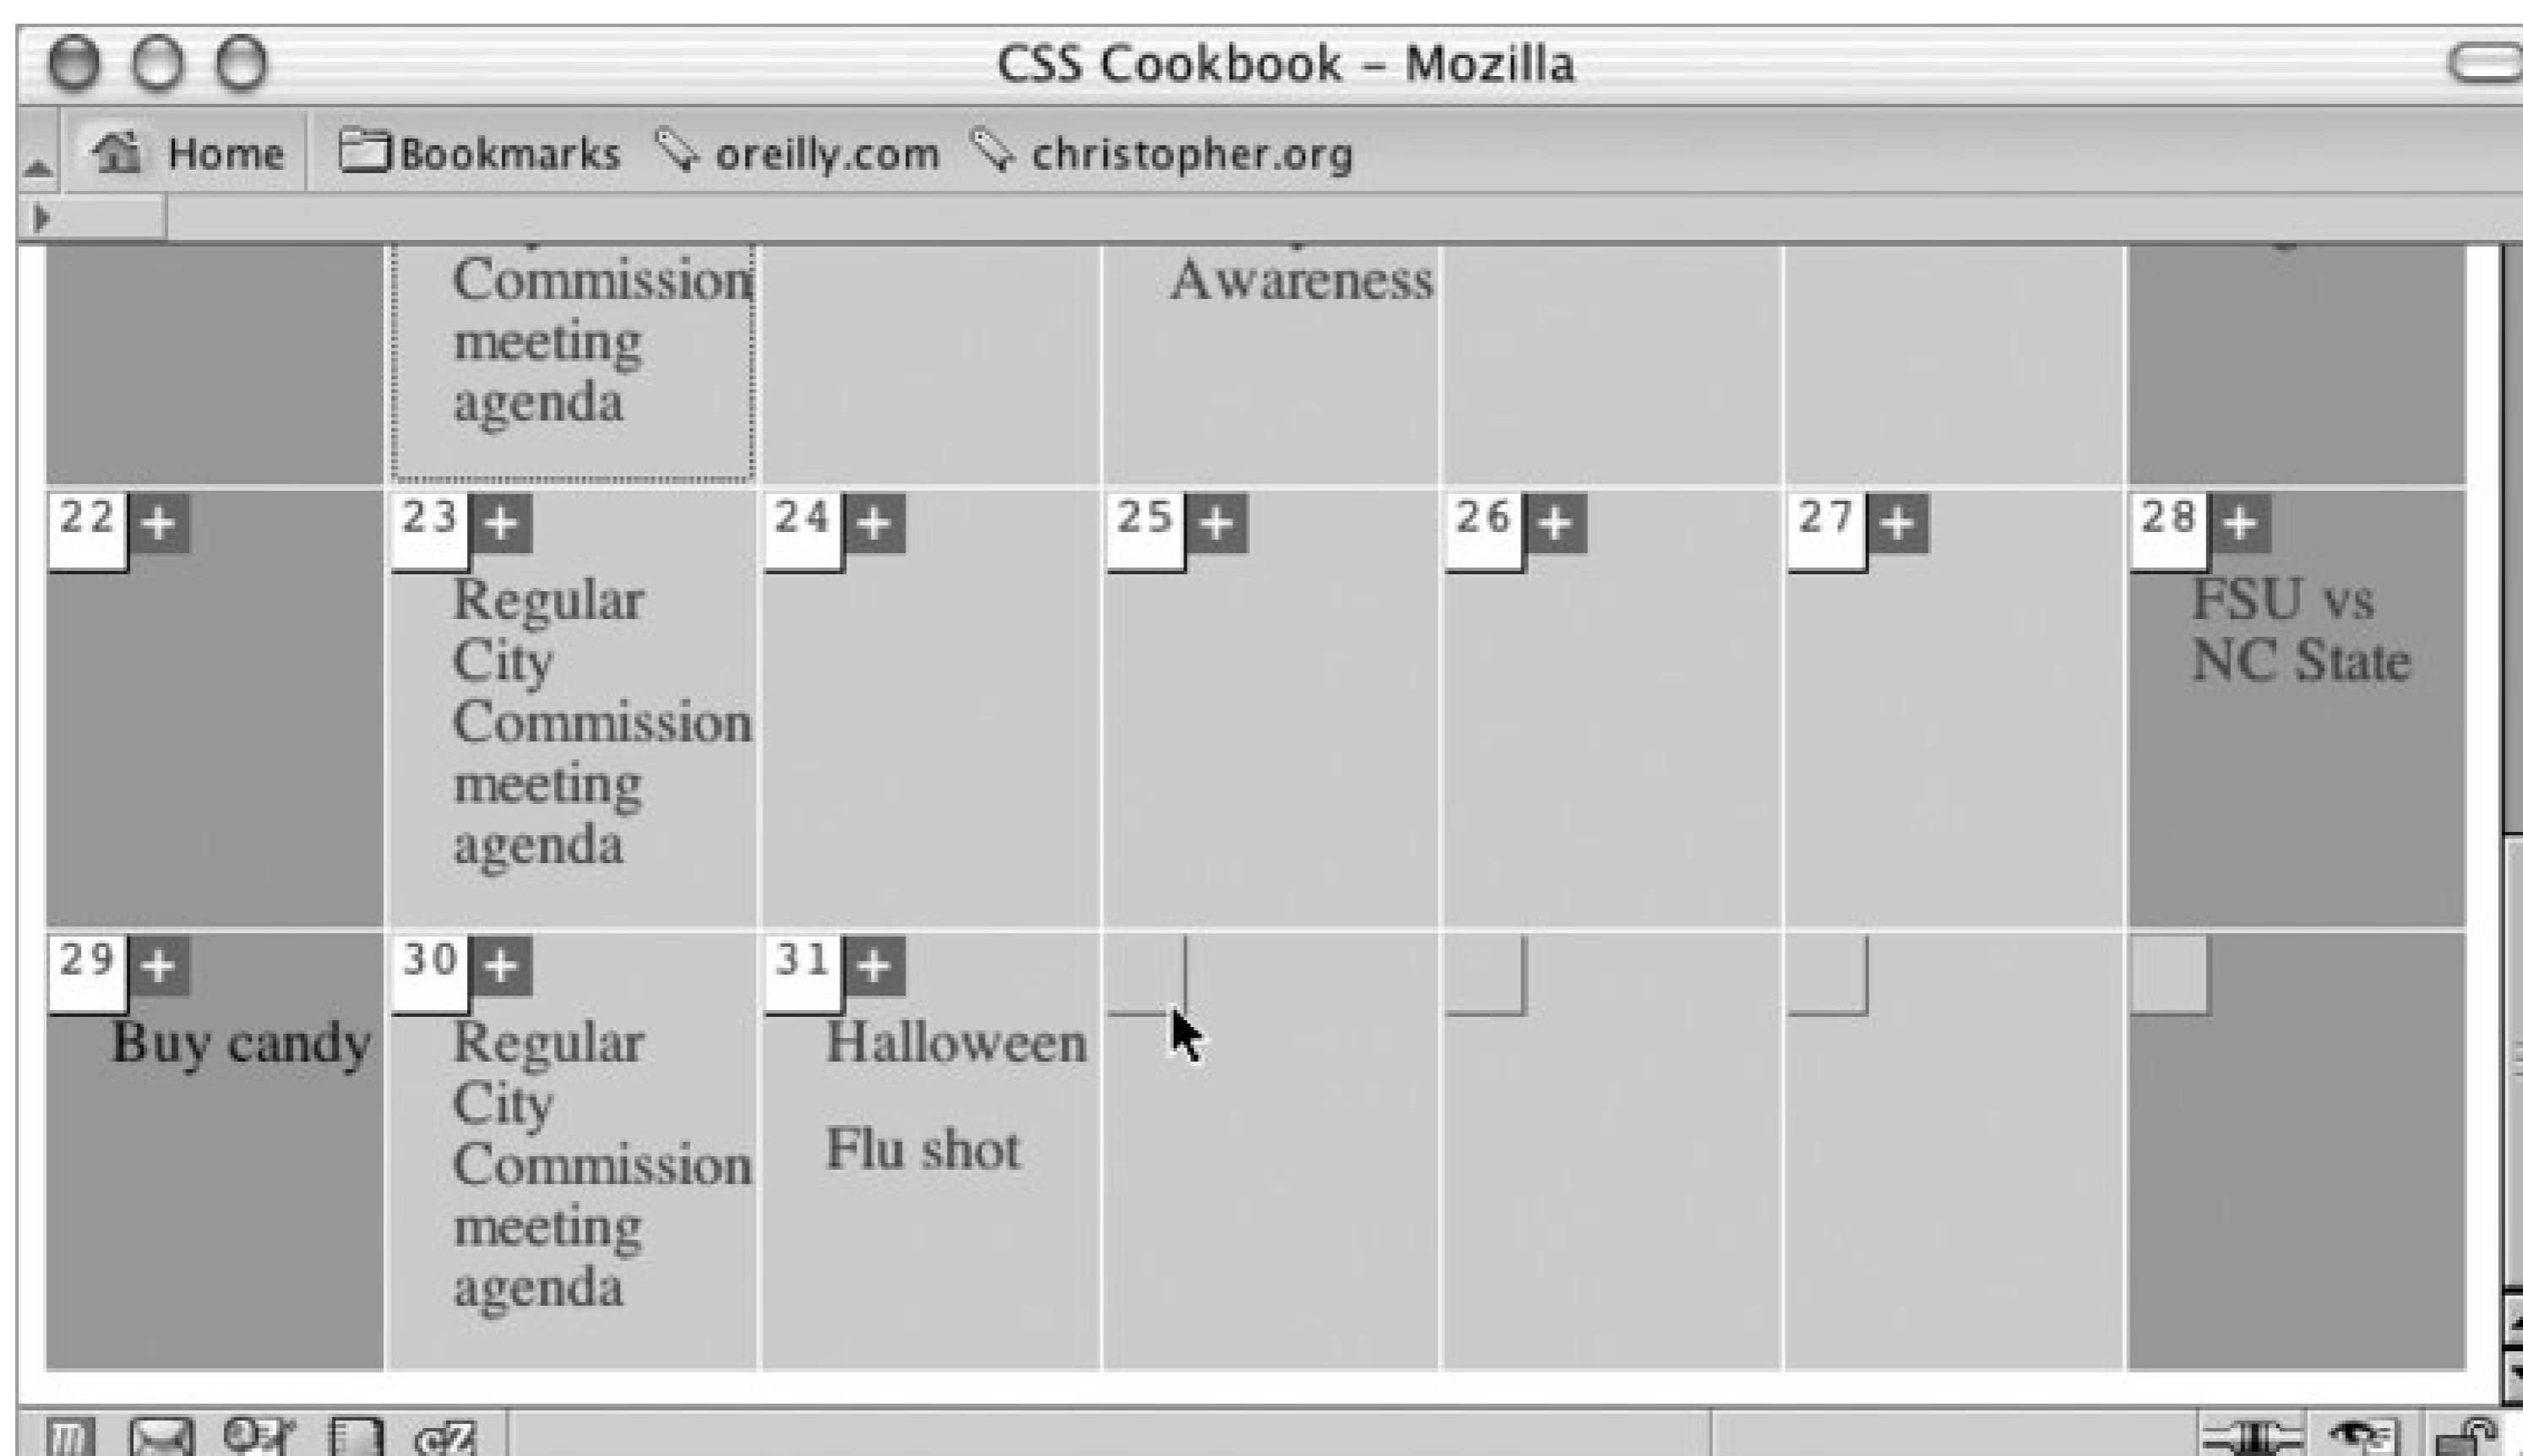 CSS Cookbook – Mozilla
Home Bookmarks oreilly.com christopher.org
Commission
meeting
agenda
Awareness
22 + 23 + 24 + 25 + 26 + 27 + 28 +
Regular
City
Commission
meeting
agenda
FSU vs
NC State
29 + 30 + 31 +
Buy candy
Regular
City
Commission
meeting
agenda
Halloween
Flu shot
m
cZ